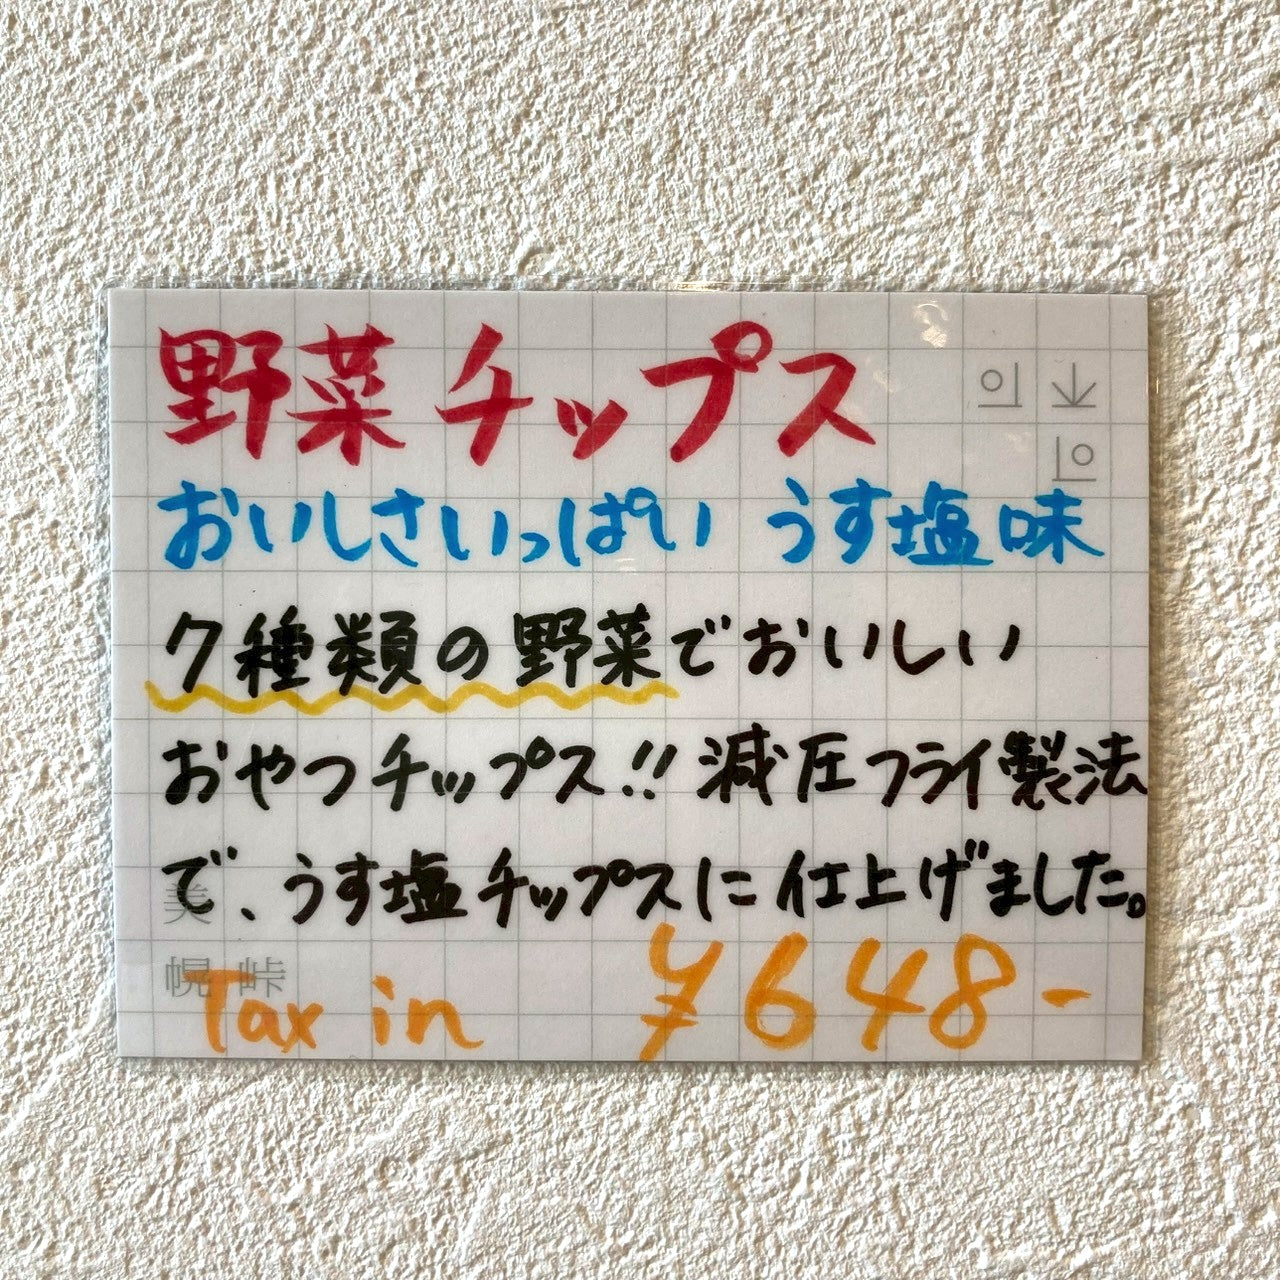 野菜チップス
おいしさいっぱい うす塩味
7種類の野菜でおいしい
おやつチップス!! 減圧フライ製法
で、うす塩チップスに仕上げました。
美
幌 峠
Tax in ¥648-